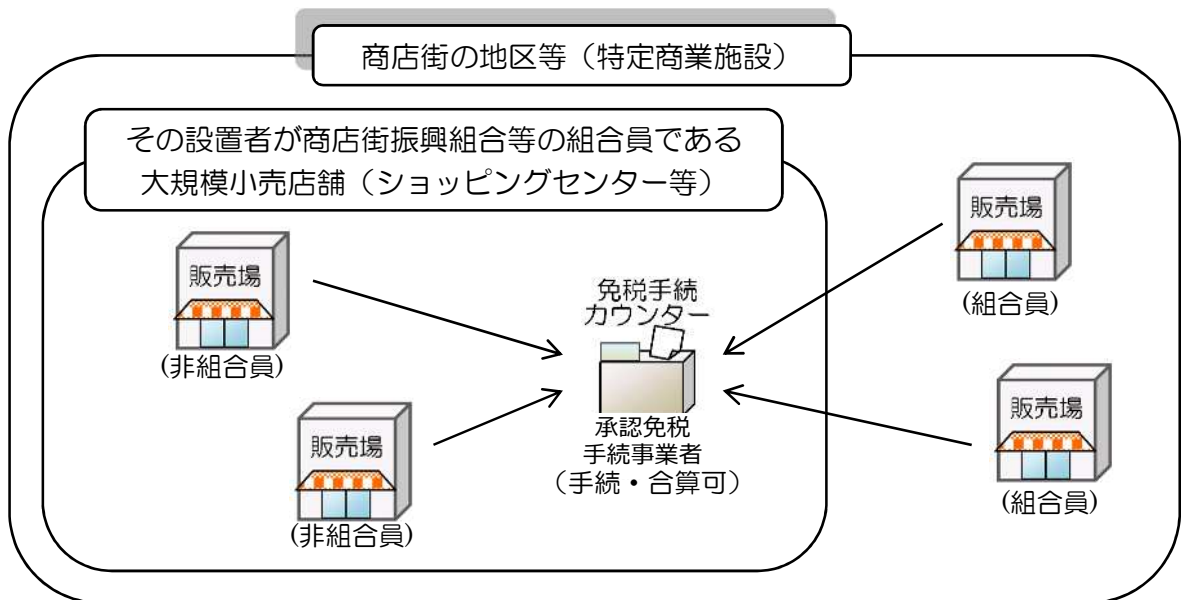 商店街の地区等（特定商業施設）
その設置者が商店街振興組合等の組合員である
大規模小売店舗（ショッピングセンター等）
販売場
(非組合員)
販売場
(非組合員)
免税手続
カウンター
承認免税
手続事業者
（手続・合算可）
販売場
(組合員)
販売場
(組合員)